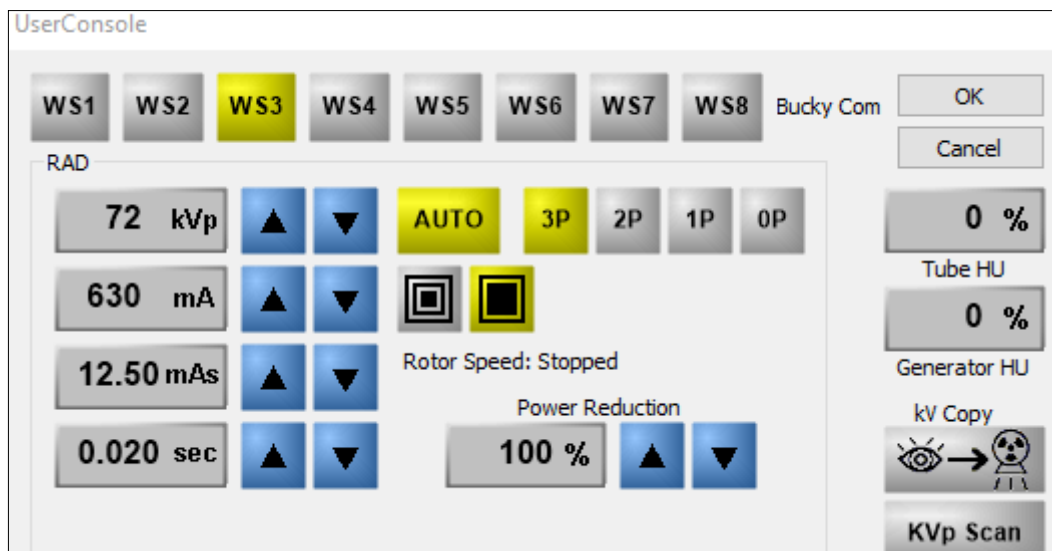 UserConsole
WS1 WS2 WS3 WS4 WS5 WS6 WS7 WS8 Bucky Com OK
Cancel
RAD
72 kVp AUTO 3P 2P 1P 0P 0 %
Tube HU
630 mA 0 %
Rotor Speed: Stopped Generator HU
12.50 mAs
Power Reduction kV Copy
0.020 sec 100 %
KVp Scan